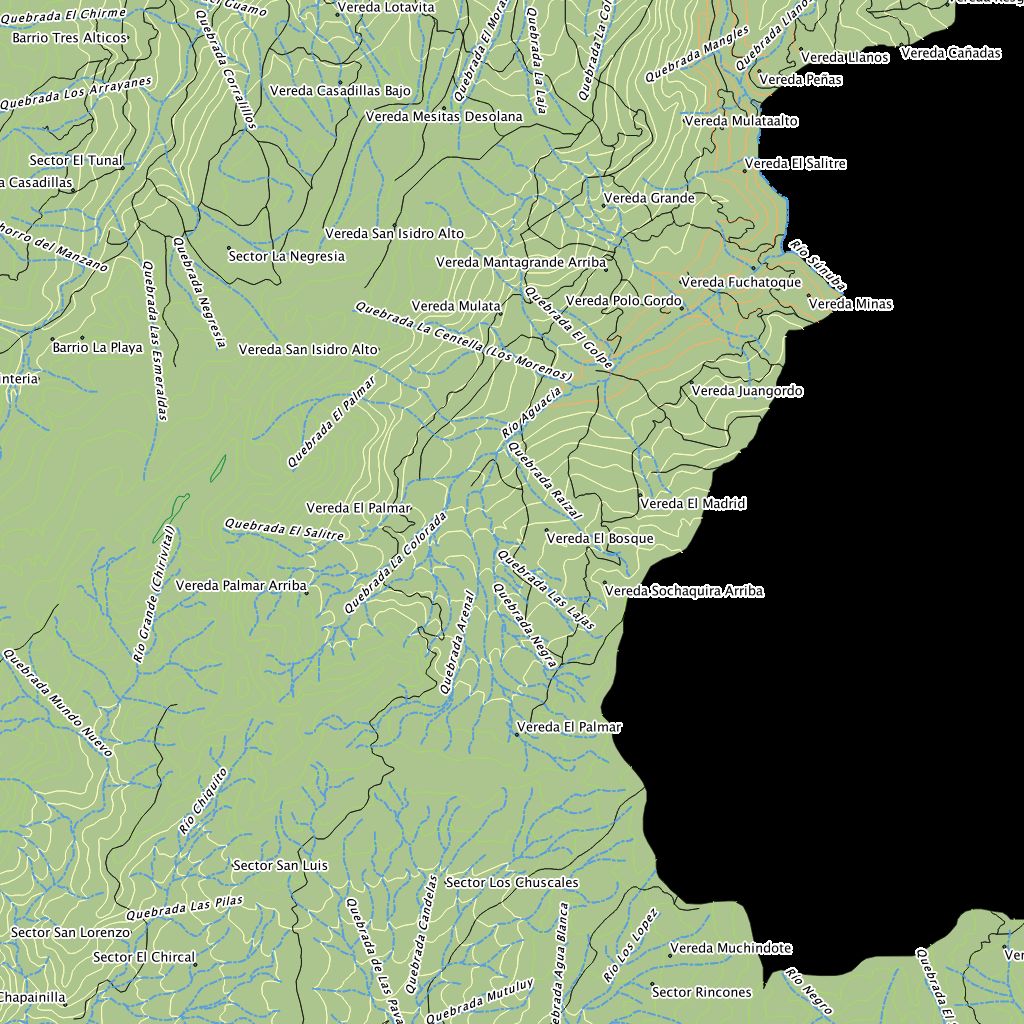 Vereda Lotavita
Quebrada El Chirme
Barrio Tres Alticos
Quebrada Corralillos
Quebrada La Laja
Quebrada Mangles
Vereda Llanos
Vereda Cañadas
Vereda Peñas
Quebrada Los Arrayanes
Vereda Casadillas Bajo
Vereda Mesitas Desolana
Vereda Mulataalto
Sector El Tunal
Vereda El Salitre
Casadillas
Vereda Grande
Vereda San Isidro Alto
Sector La Negresia
Vereda Mantagrande Arriba
Río Súnuba
Quebrada Negresia
Quebrada Las Esmeraldas
Vereda Fuchatoque
Vereda Polo Gordo
Vereda Minas
Vereda Mulata
Quebrada El Golpe
Quebrada La Centella (Los Morenos)
Barrio La Playa
Vereda San Isidro Alto
Quebrada El Palmar
Vereda Juangordo
Río Aguacia
Quebrada Raizal
Vereda El Madrid
Vereda El Palmar
Quebrada El Salitre
Vereda El Bosque
Quebrada La Colorada
Río Grande (Chirivital)
Vereda Palmar Arriba
Quebrada Las Lajas
Vereda Sochaquira Arriba
Quebrada Negra
Quebrada Arenal
Quebrada Mundo Nuevo
Vereda El Palmar
Río Chiquito
Sector San Luis
Sector Los Chuscales
Quebrada Candelas
Quebrada Las Pilas
Sector San Lorenzo
Río Los Lopez
Sector El Chircal
Vereda Muchindote
Río Negro
Sector Rincones
Quebrada Mutuluy
Chapainilla